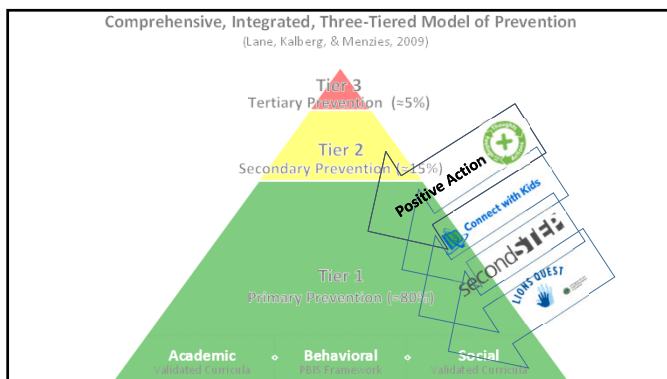 Comprehensive, Integrated, Three-Tiered Model of Prevention
(Lane, Kalberg, & Menzies, 2009)
Tier 3
Tertiary Prevention (≈5%)
Tier 2
Secondary Prevention (≈15%)
Positive Action
Thoughts
Connect with Kids
secondSTEP
LIONS QUEST
Tier 1
Primary Prevention (≈80%)
Academic ◦ Behavioral ◦ Social
Validated Curricula PBIS Framework Validated Curricula